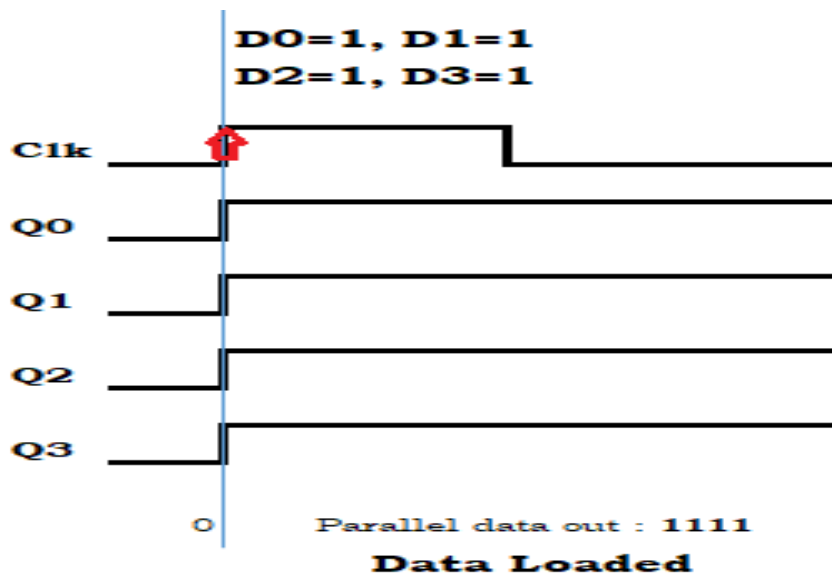 D0=1, D1=1
D2=1, D3=1
Clk
Q0
Q1
Q2
Q3
0 Parallel data out : 1111
Data Loaded